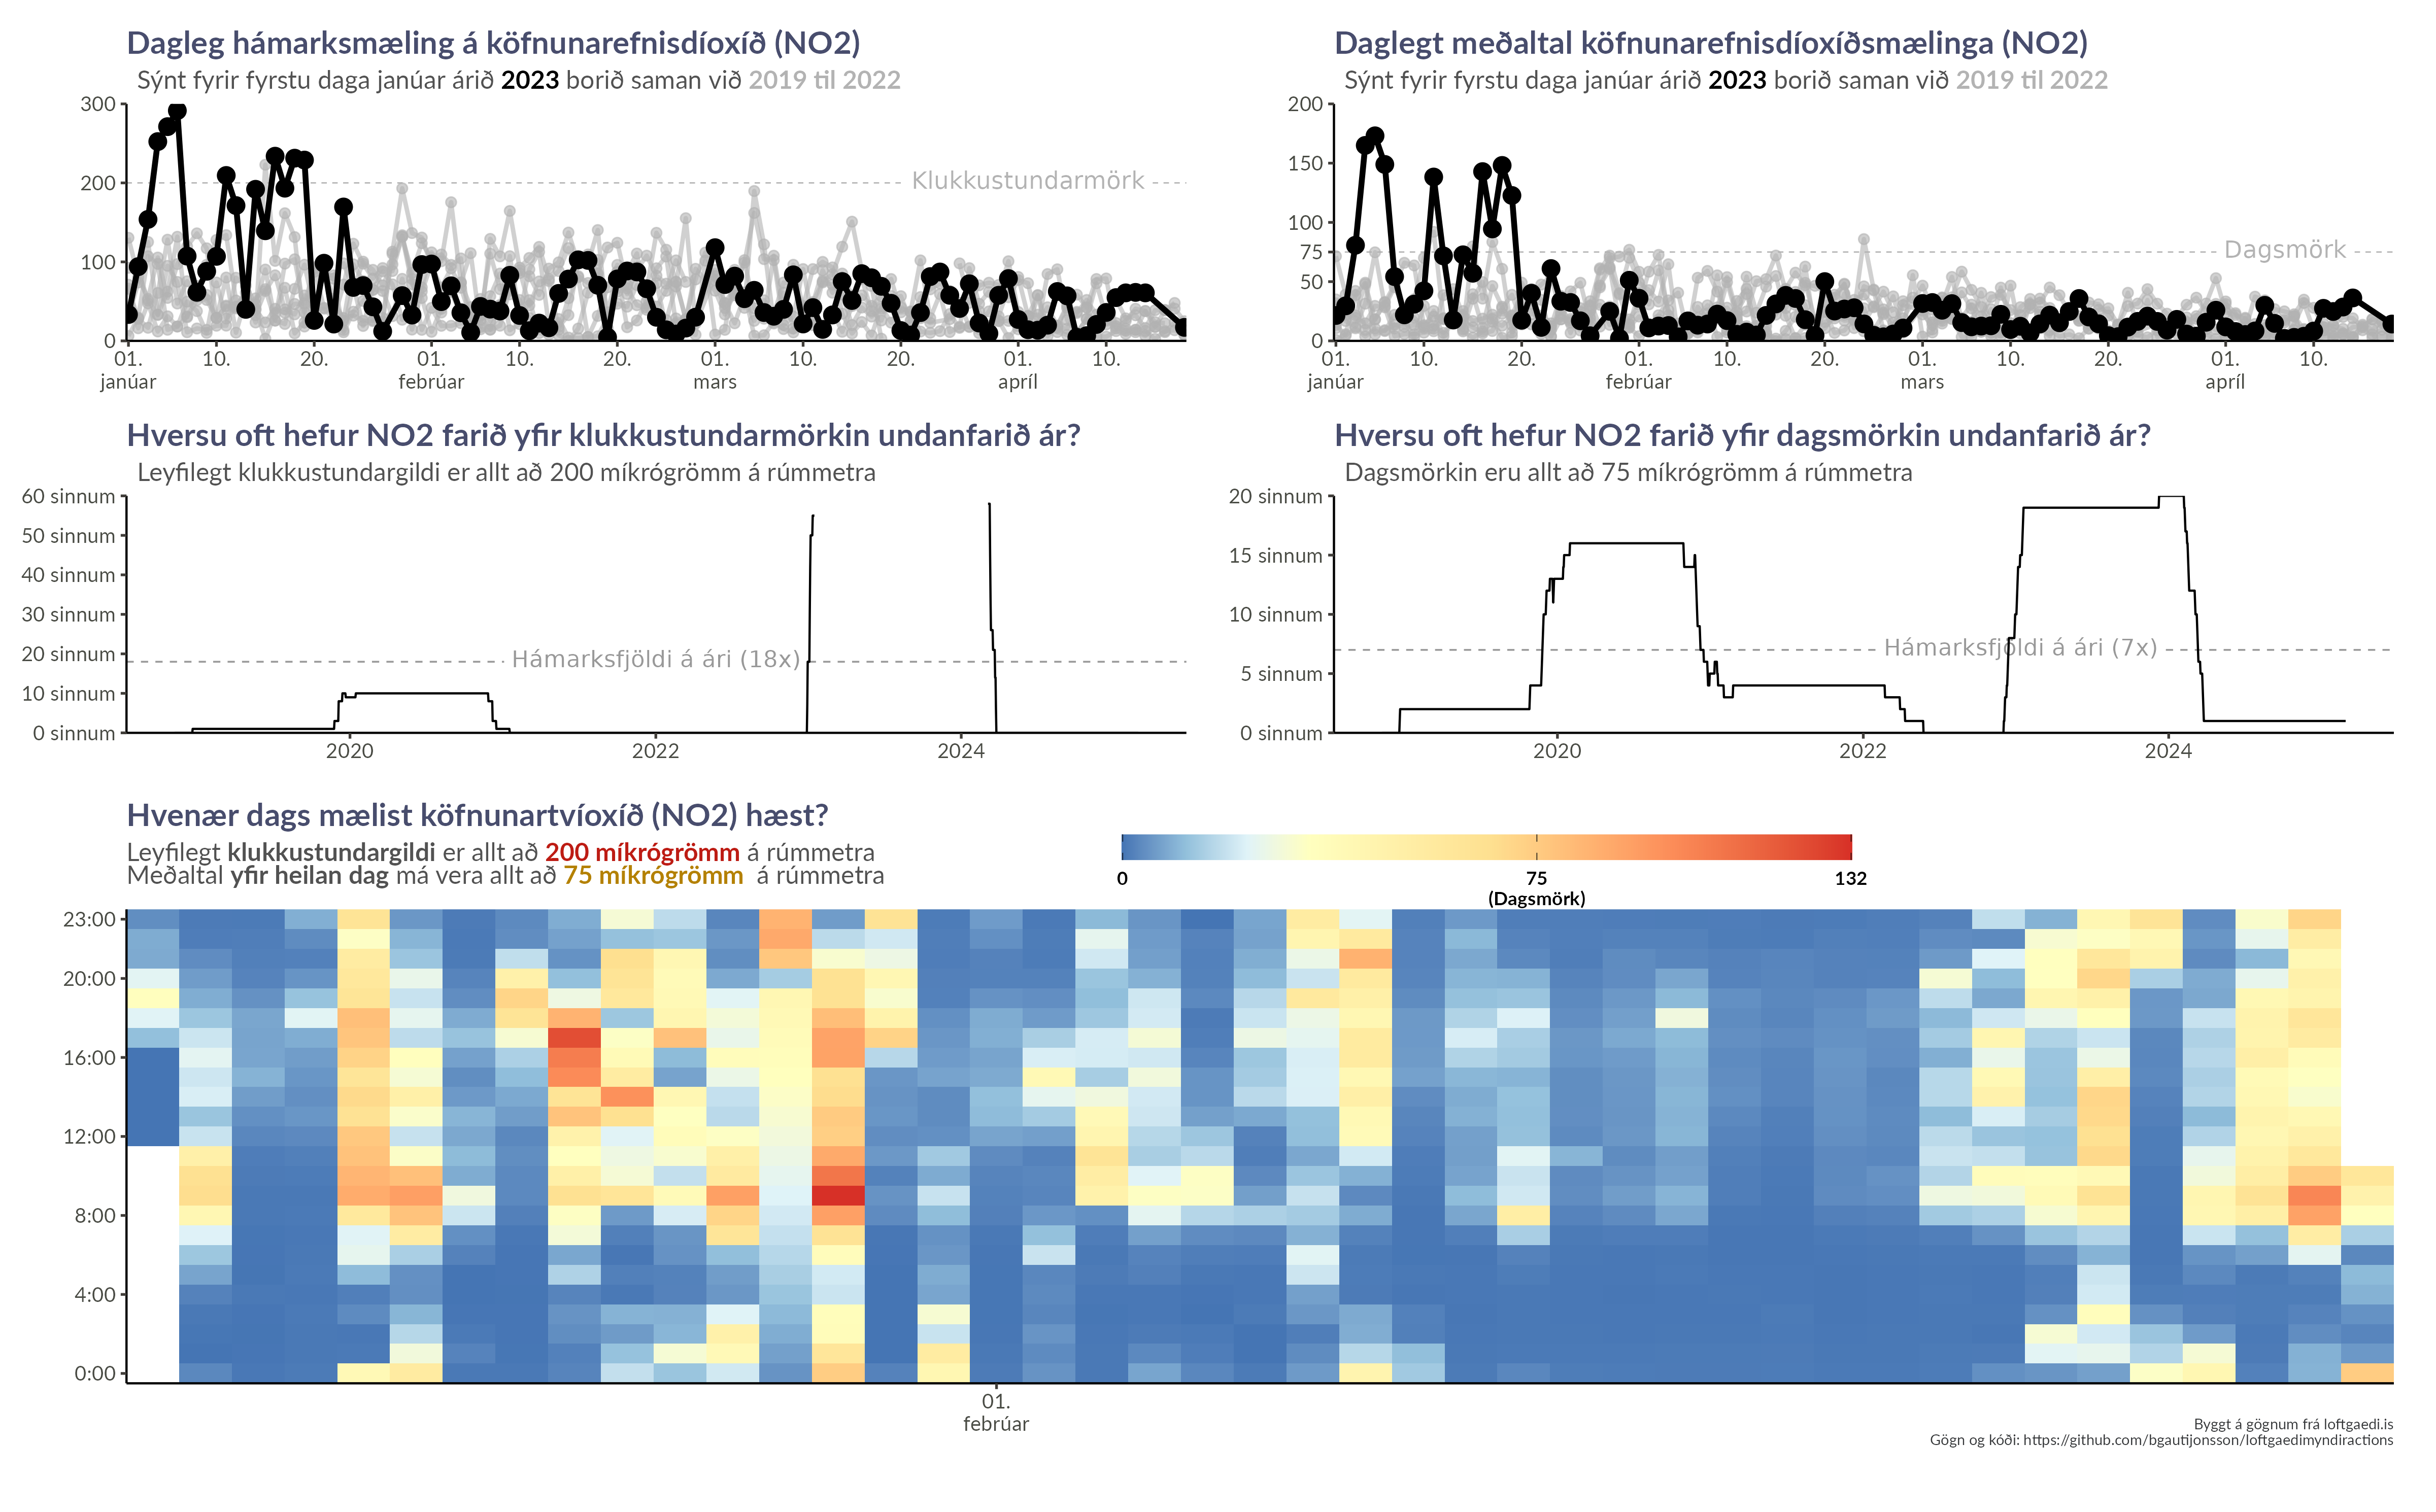 Dagleg hámarksmæling á köfnunarefnisdíoxíð (NO2)
Sýnt fyrir fyrstu daga janúar árið 2023 borið saman við 2019 til 2022
300
200
100
0
Klukkustundarmörk
01. 10. 20. 01. 10. 20. 01. 10. 20. 01. 10.
janúar febrúar mars apríl
Daglegt meðaltal köfnunarefnisdíoxíðsmælinga (NO2)
Sýnt fyrir fyrstu daga janúar árið 2023 borið saman við 2019 til 2022
200
150
100
75
50
0
Dagsmörk
01. 10. 20. 01. 10. 20. 01. 10. 20. 01. 10.
janúar febrúar mars apríl
Hversu oft hefur NO2 farið yfir klukkustundarmörkin undanfarið ár?
Leyfilegt klukkustundargildi er allt að 200 míkrógrömm á rúmmetra
60 sinnum
50 sinnum
40 sinnum
30 sinnum
20 sinnum
10 sinnum
0 sinnum
Hámarksfjöldi á ári (18x)
2020 2022 2024
Hversu oft hefur NO2 farið yfir dagsmörkin undanfarið ár?
Dagsmörkin eru allt að 75 míkrógrömm á rúmmetra
20 sinnum
15 sinnum
10 sinnum
5 sinnum
0 sinnum
Hámarksfjöldi á ári (7x)
2020 2022 2024
Hvenær dags mælist köfnunartvíoxíð (NO2) hæst?
Leyfilegt klukkustundargildi er allt að 200 míkrógrömm á rúmmetra
Meðaltal yfir heilan dag má vera allt að 75 míkrógrömm á rúmmetra
0 75 132
(Dagsmörk)
23:00
20:00
16:00
12:00
8:00
4:00
0:00
01.
febrúar
Byggt á gögnum frá loftgaedi.is
Gögn og kóði: https://github.com/bgautijonsson/loftgaedimyndiractions